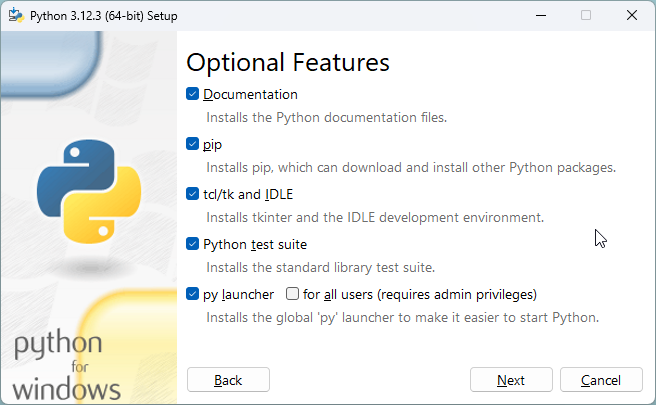 Python 3.12.3 (64-bit) Setup
Optional Features
Documentation
Installs the Python documentation files.
pip
Installs pip, which can download and install other Python packages.
tcl/tk and IDLE
Installs tkinter and the IDLE development environment.
Python test suite
Installs the standard library test suite.
py launcher for all users (requires admin privileges)
Installs the global 'py' launcher to make it easier to start Python.
python
for
windows
Back Next Cancel